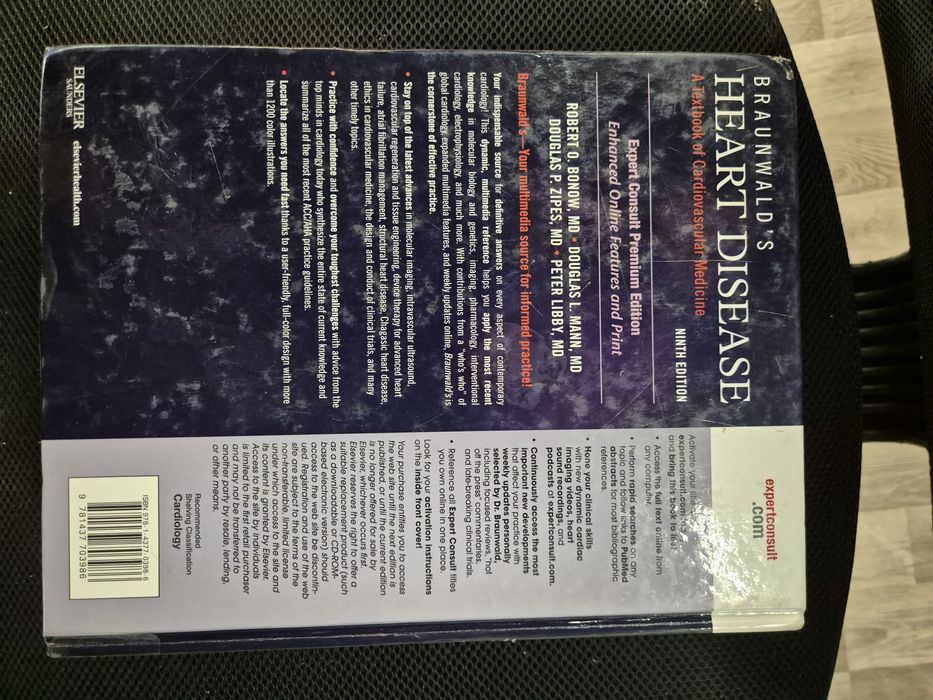 BRAUNWALD'S
HEART DISEASE
A Textbook of Cardiovascular Medicine
NINTH EDITION
Expert Consult Premium Edition
Enhanced Online Features and Print
ROBERT O. BONOW, MD • DOUGLAS L. MANN, MD
DOUGLAS P. ZIPES, MD • PETER LIBBY, MD
Braunwald's—Your multimedia source for informed practice!
Your indispensable source for definitive answers on every aspect of contemporary
cardiology! This dynamic, multimedia reference helps you apply the most recent
knowledge in molecular biology and genetics, imaging, pharmacology, interventional
cardiology, electrophysiology, and much more. With contributions from a "who's who" of
global cardiology, expanded multimedia features, and weekly updates online, Braunwald's is
the cornerstone of effective practice.
• Stay on top of the latest advances in molecular imaging, intravascular ultrasound,
cardiovascular regeneration and tissue engineering, device therapy for advanced heart
failure, atrial fibrillation management, structural heart disease, Chagasic heart disease,
ethics in cardiovascular medicine, the design and conduct of clinical trials, and many
other timely topics.
• Practice with confidence and overcome your toughest challenges with advice from the
top minds in cardiology today who synthesize the entire state of current knowledge and
summarize all of the most recent ACC/AHA practice guidelines.
• Locate the answers you need fast thanks to a user-friendly, full-color design with more
than 1200 color illustrations.
ELSEVIER
SAUNDERS
elsevierhealth.com
expertconsult
.com
Activate your
expertconsult.com
and bring this book to life!
• Access the full text online from
any computer.
• Perform rapid searches on any
topic and follow links to PubMed
abstracts for most bibliographic
references.
• Hone your clinical skills
with new dynamic cardiac
imaging videos, heart
sound recordings, and
podcasts at expertconsult.com.
• Continuously access the most
important new developments
that affect your practice with
weekly updates personally
selected by Dr. Braunwald,
including focused reviews, "hot
off the press" commentaries,
and late-breaking clinical trials.
• Reference all Expert Consult titles
you own online in one place.
Look for your activation instructions
on the inside front cover!
Your purchase entitles you to access
the web site until the next edition is
published, or until the current edition
is no longer offered for sale by
Elsevier, whichever occurs first.
Elsevier reserves the right to offer a
suitable replacement product (such
as a downloadable or CD-ROM-
based electronic version) should
access to the web site be discontin-
ued. Registration and use of the web
site are subject to the terms of the
non-transferable, limited license
under which access to the site and
its content is granted by Elsevier.
Access to the site by individuals
is limited to the first retail purchaser
and may not be transferred to
another party by resale, lending,
or other means.
Recommended
Shelving Classification
Cardiology
ISBN 978-1-4377-0398-6
9 781437 703986